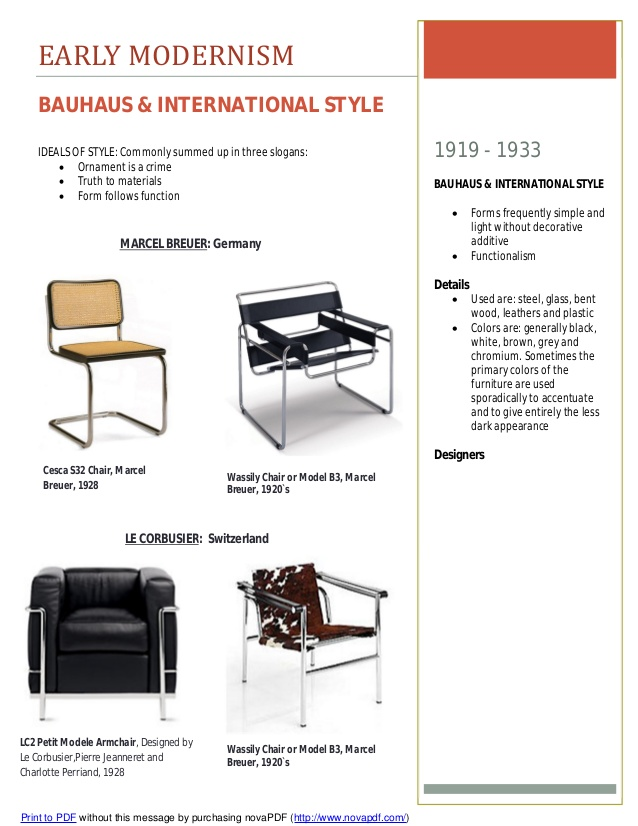 EARLY MODERNISM
BAUHAUS & INTERNATIONAL STYLE
IDEALS OF STYLE: Commonly summed up in three slogans:
• Ornament is a crime
• Truth to materials
• Form follows function
MARCEL BREUER: Germany
Cesca S32 Chair, Marcel
Breuer, 1928
Wassily Chair or Model B3, Marcel
Breuer, 1920`s
LE CORBUSIER: Switzerland
LC2 Petit Modele Armchair, Designed by
Le Corbusier,Pierre Jeanneret and
Charlotte Perriand, 1928
Wassily Chair or Model B3, Marcel
Breuer, 1920`s
1919 - 1933
BAUHAUS & INTERNATIONAL STYLE
• Forms frequently simple and
light without decorative
additive
• Functionalism
Details
• Used are: steel, glass, bent
wood, leathers and plastic
• Colors are: generally black,
white, brown, grey and
chromium. Sometimes the
primary colors of the
furniture are used
sporadically to accentuate
and to give entirely the less
dark appearance
Designers
Print to PDF without this message by purchasing novaPDF (http://www.novapdf.com/)